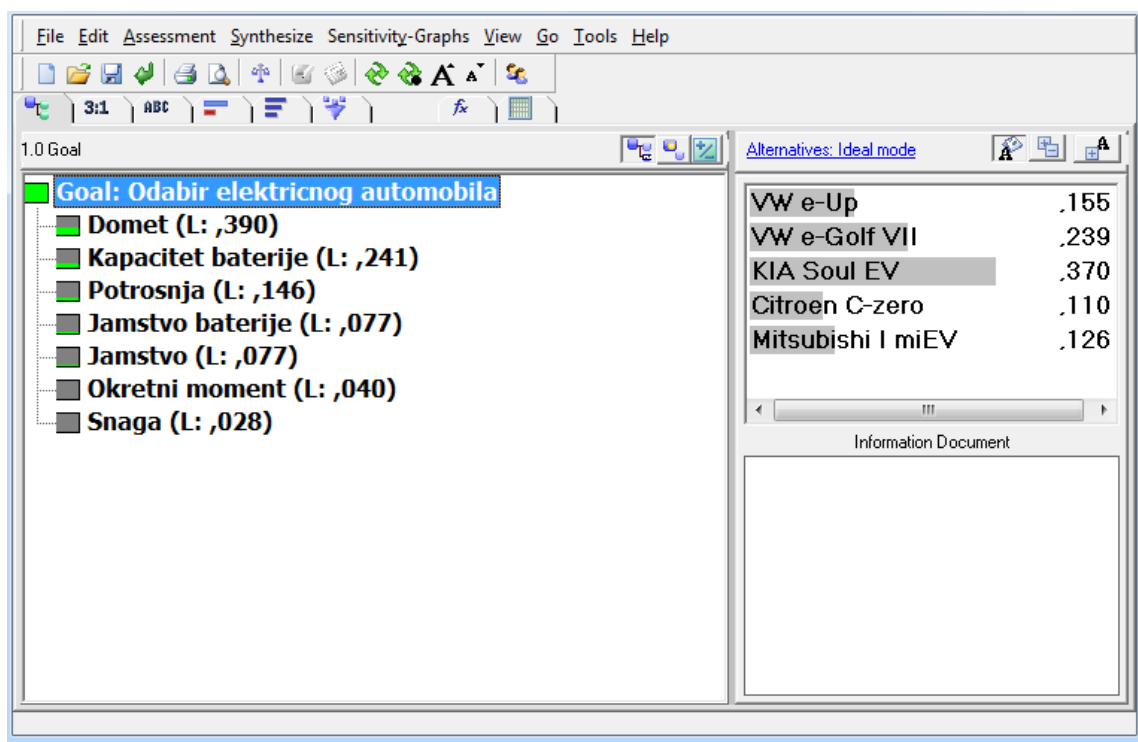 File Edit Assessment Synthesize Sensitivity-Graphs View Go Tools Help
3:1 ABC fx
1.0 Goal
Alternatives: Ideal mode
Goal: Odabir elektricnog automobila
Domet (L: ,390)
Kapacitet baterije (L: ,241)
Potrosnja (L: ,146)
Jamstvo baterije (L: ,077)
Jamstvo (L: ,077)
Okretni moment (L: ,040)
Snaga (L: ,028)
VW e-Up ,155
VW e-Golf VII ,239
KIA Soul EV ,370
Citroen C-zero ,110
Mitsubishi I miEV ,126
Information Document